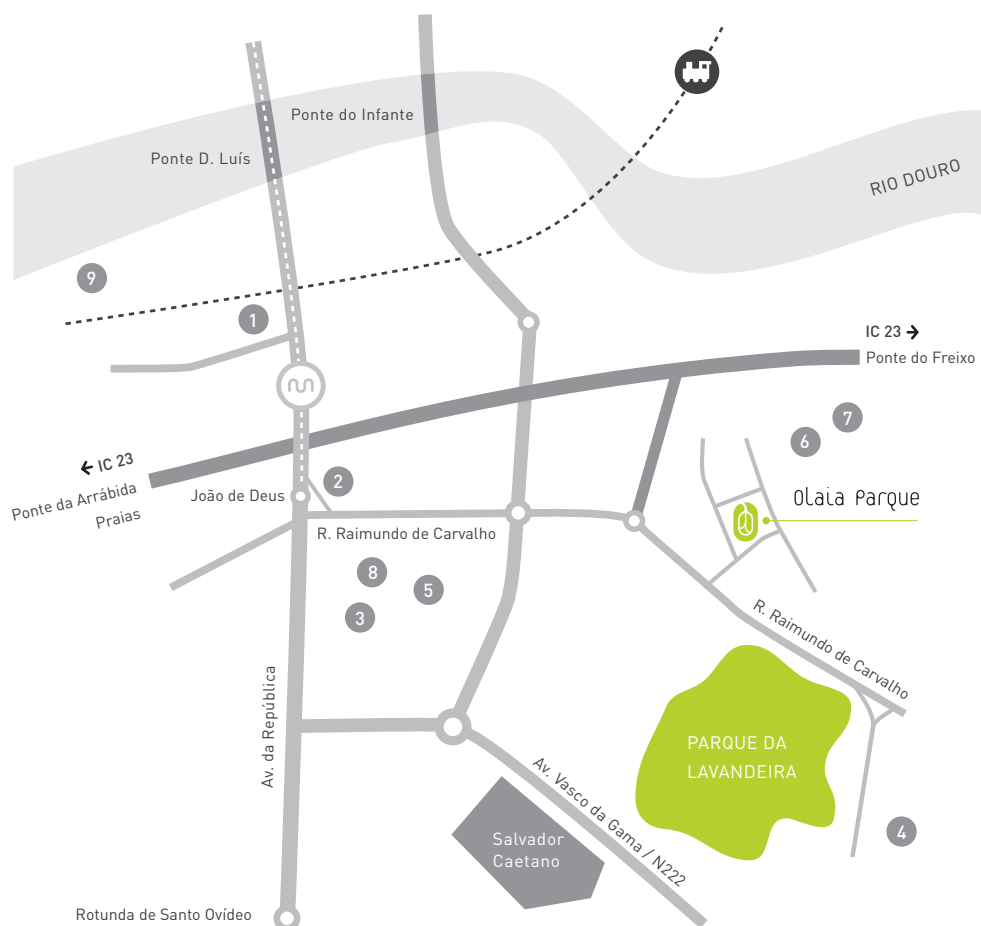 Ponte do Infante
Ponte D. Luís
RIO DOURO
9
1
IC 23
Ponte do Freixo
7
6
IC 23
Ponte da Arrábida
Praias
2
João de Deus
Olaia Parque
R. Raimundo de Carvalho
8
5
3
R. Raimundo de Carvalho
Av. da República
PARQUE DA
LAVANDEIRA
Av. Vasco da Gama / N222
4
Salvador
Caetano
Rotunda de Santo Ovídeo